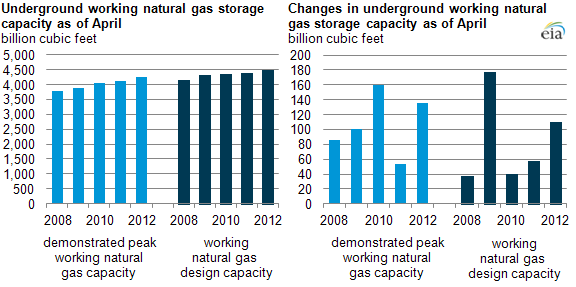 Underground working natural gas storage
capacity as of April
billion cubic feet
5,000
4,500
4,000
3,500
3,000
2,500
2,000
1,500
1,000
500
0
2008 2010 2012 2008 2010 2012
demonstrated peak
working natural
gas capacity
working
natural gas
design capacity
Changes in underground working natural
gas storage capacity as of April
billion cubic feet
eia
200
180
160
140
120
100
80
60
40
20
0
2008 2010 2012 2008 2010 2012
demonstrated peak
working natural
gas capacity
working
natural gas
design capacity